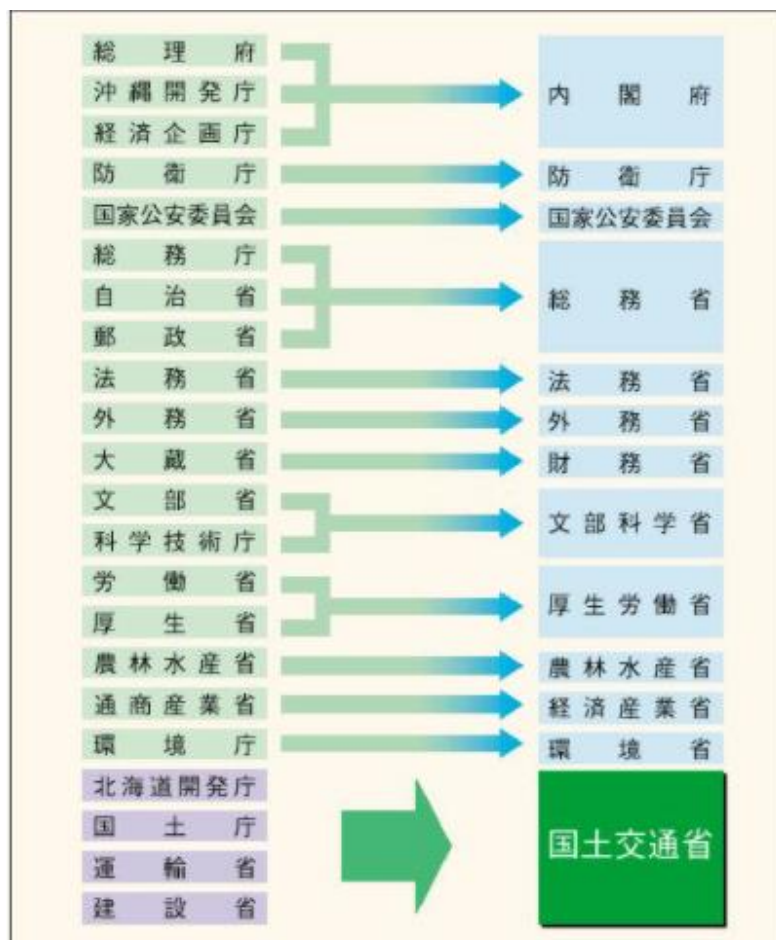 総理府
沖縄開発庁
経済企画庁
防衛庁
国家公安委員会
総務庁
自治省
郵政省
法務省
外務省
大蔵省
文部省
科学技術庁
労働省
厚生省
農林水産省
通商産業省
環境庁
北海道開発庁
国土庁
運輸省
建設省
内閣府
防衛庁
国家公安委員会
総務省
法務省
外務省
財務省
文部科学省
厚生労働省
農林水産省
経済産業省
環境省
国土交通省